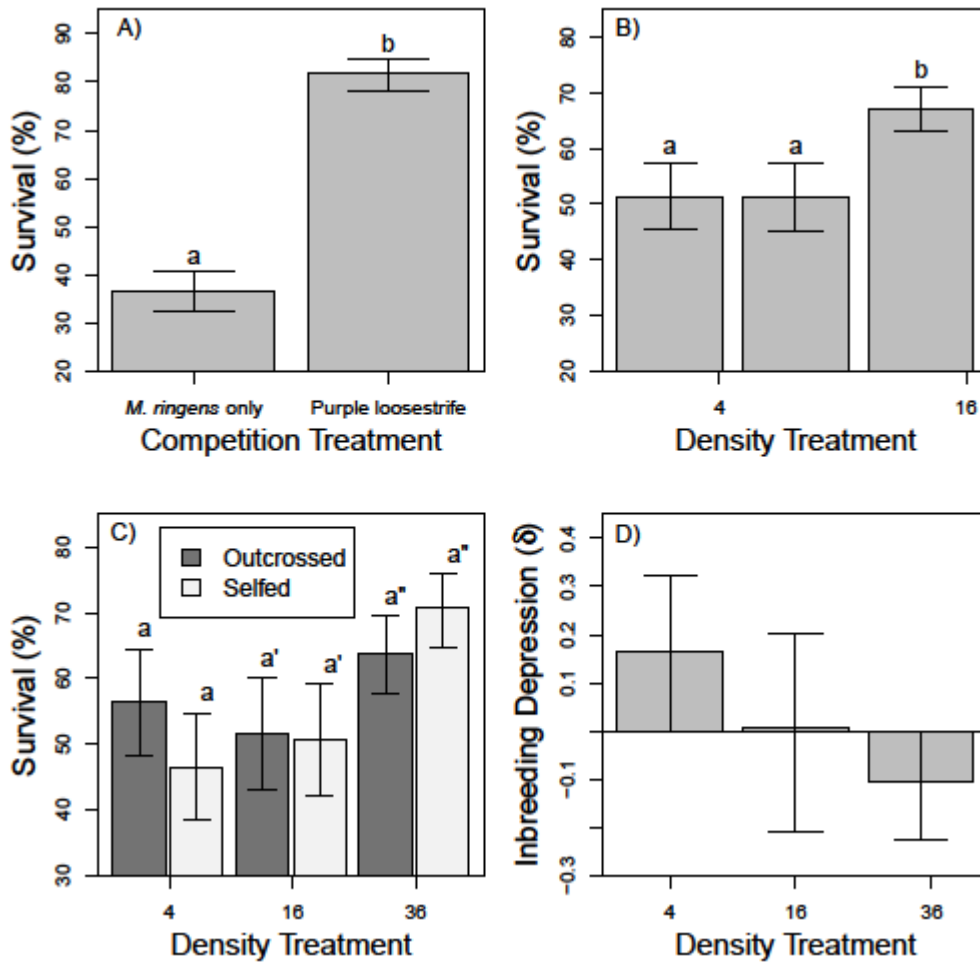 A)
90
80
70
60
50
40
30
20
Survival (%)
a
b
M. ringens only
Purple loosestrife
Competition Treatment
B)
80
70
60
50
40
30
20
Survival (%)
a
a
b
4
16
Density Treatment
C)
Outcrossed
Selfed
80
70
60
50
40
30
Survival (%)
a
a
a'
a'
a"
a"
4
16
36
Density Treatment
D)
0.4
0.3
0.2
0.1
−0.1
−0.3
Inbreeding Depression (δ)
4
16
36
Density Treatment